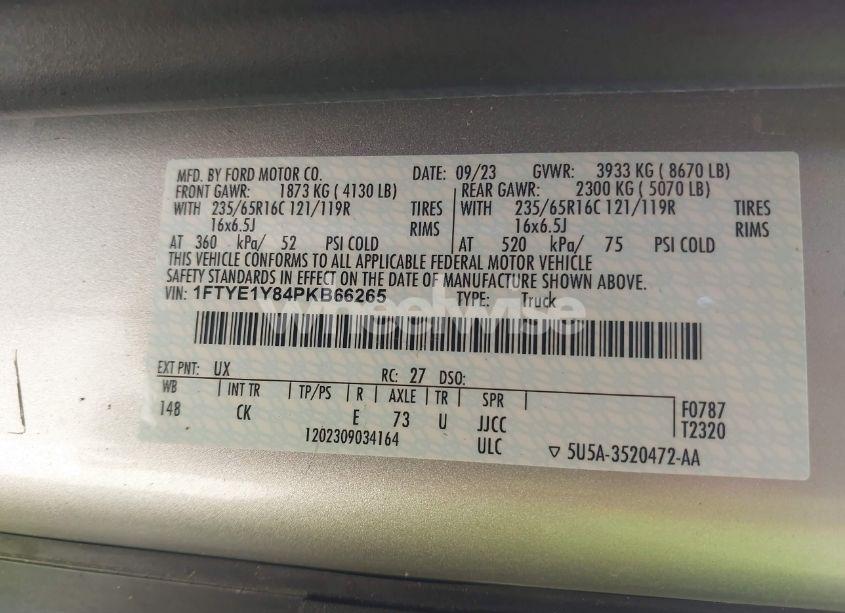 MFD. BY FORD MOTOR CO. DATE: 09/23 GVWR: 3933 KG ( 8670 LB)
FRONT GAWR: 1873 KG ( 4130 LB) REAR GAWR: 2300 KG ( 5070 LB)
WITH 235/65R16C 121/119R TIRES WITH 235/65R16C 121/119R TIRES
16x6.5J RIMS 16x6.5J RIMS
AT 360 kPa/ 52 PSI COLD AT 520 kPa/ 75 PSI COLD
THIS VEHICLE CONFORMS TO ALL APPLICABLE FEDERAL MOTOR VEHICLE
SAFETY STANDARDS IN EFFECT ON THE DATE OF MANUFACTURE SHOWN ABOVE.
VIN: 1FTYE1Y84PKB66265 TYPE: Truck
wheelwise
EXT PNT: UX RC: 27 DSO:
WB INT TR TP/PS R AXLE TR SPR
148 CK E 73 U JJCC F0787
1202309034164 ULC T2320
5U5A-3520472-AA